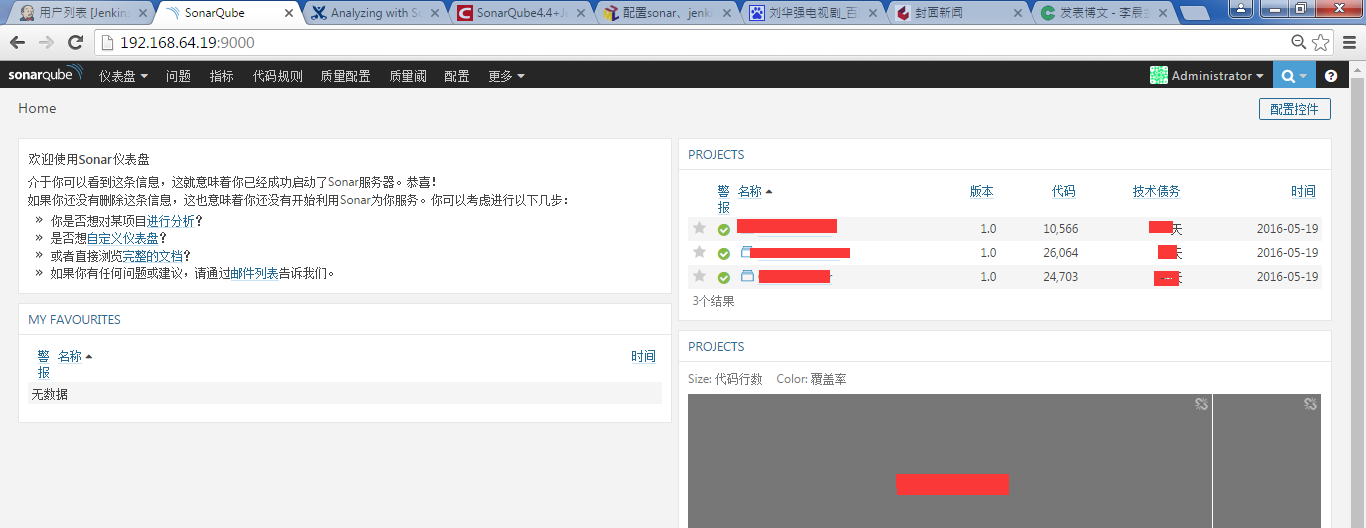 用户列表 [Jenkins
SonarQube
Analyzing with So
SonarQube4.4+Je
配置sonar、jenk
刘华强电视剧_百
封面新闻
发表博文 - 李晨
192.168.64.19:9000
sonarqube 仪表盘 问题 指标 代码规则 质量配置 质量阈 配置 更多 Administrator
Home
配置控件
欢迎使用Sonar仪表盘
介于你可以看到这条信息，这就意味着你已经成功启动了Sonar服务器。恭喜！
如果你还没有删除这条信息，这也意味着你还没有开始利用Sonar为你服务。你可以考虑进行以下几步：
» 你是否想对某项目进行分析？
» 是否想自定义仪表盘？
» 或者直接浏览完整的文档？
» 如果你有任何问题或建议，请通过邮件列表告诉我们。
MY FAVOURITES
警报 名称 时间
无数据
PROJECTS
警报 名称 版本 代码 技术债务 时间
1.0 10,566 天 2016-05-19
1.0 26,064 天 2016-05-19
1.0 24,703 2016-05-19
3个结果
PROJECTS
Size: 代码行数 Color: 覆盖率